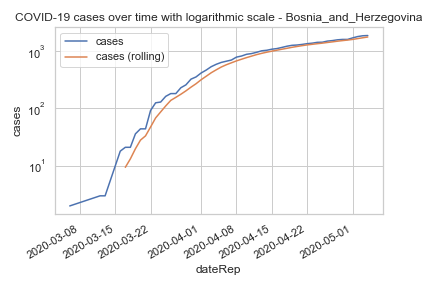 COVID-19 cases over time with logarithmic scale - Bosnia_and_Herzegovina
cases
cases (rolling)
10³
10²
10¹
cases
2020-03-08
2020-03-15
2020-03-22
2020-04-01
2020-04-08
2020-04-15
2020-04-22
2020-05-01
dateRep